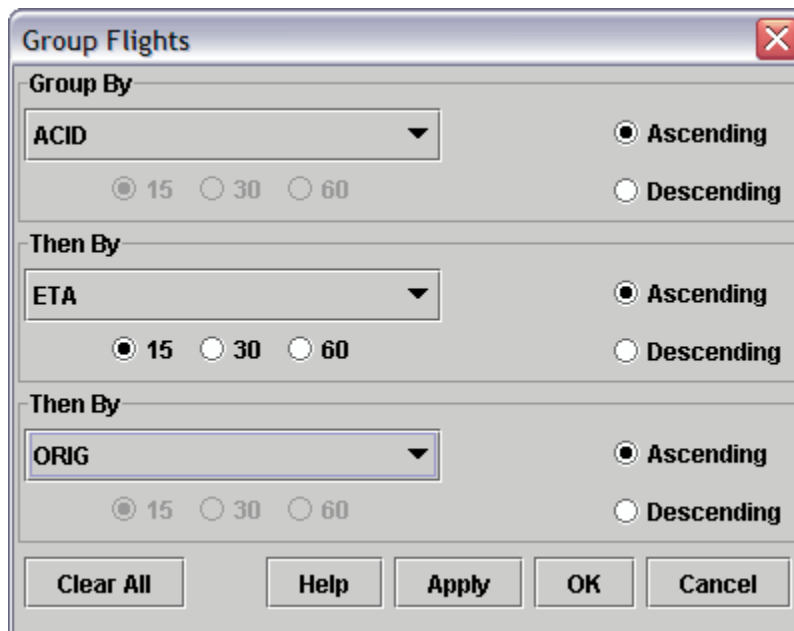 Group Flights
Group By
ACID
Ascending
15 30 60
Descending
Then By
ETA
Ascending
15 30 60
Descending
Then By
ORIG
Ascending
15 30 60
Descending
Clear All Help Apply OK Cancel